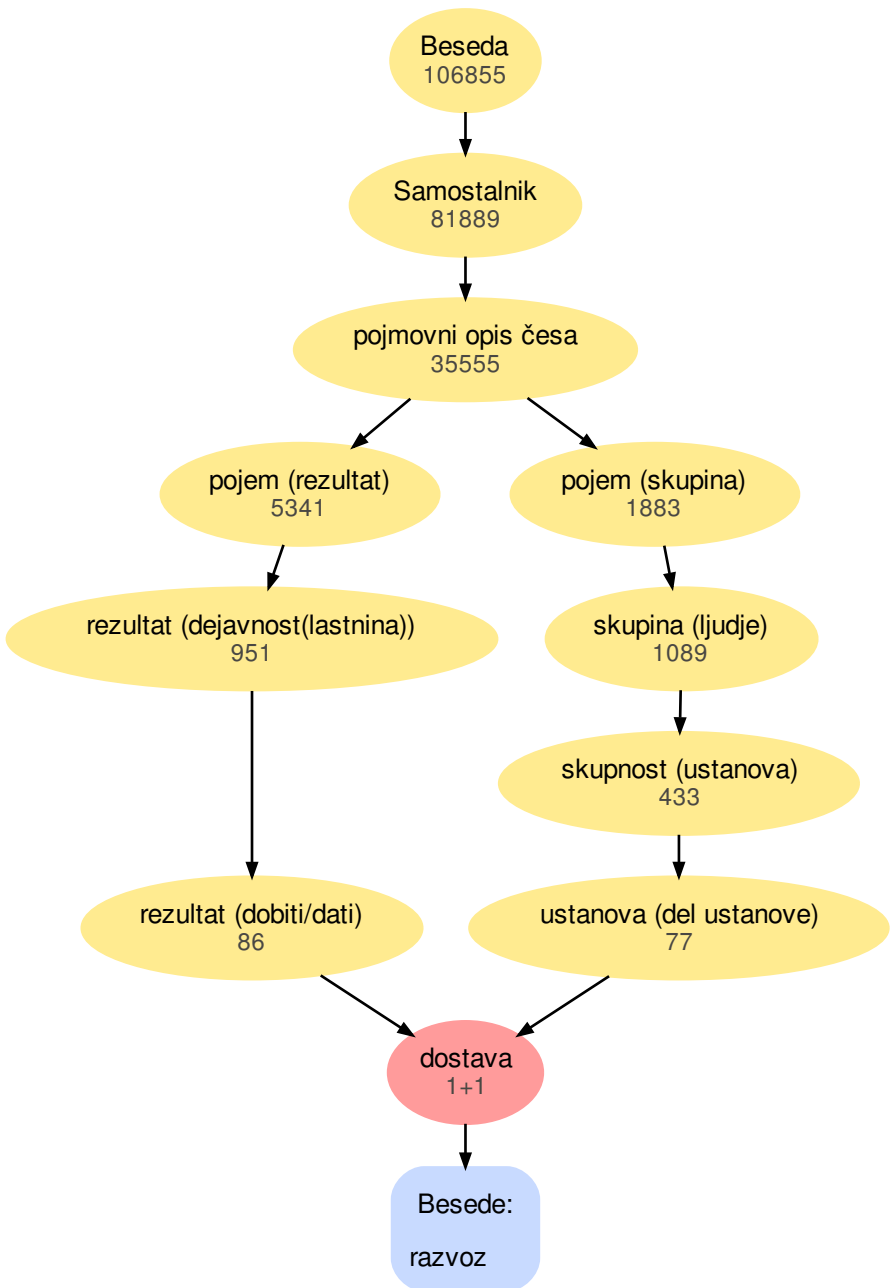 Beseda
106855
Samostalnik
81889
pojmovni opis česa
35555
pojem (rezultat)
5341
pojem (skupina)
1883
rezultat (dejavnost(lastnina))
951
skupina (ljudje)
1089
skupnost (ustanova)
433
rezultat (dobiti/dati)
86
ustanova (del ustanove)
77
dostava
1+1
Besede:
razvoz